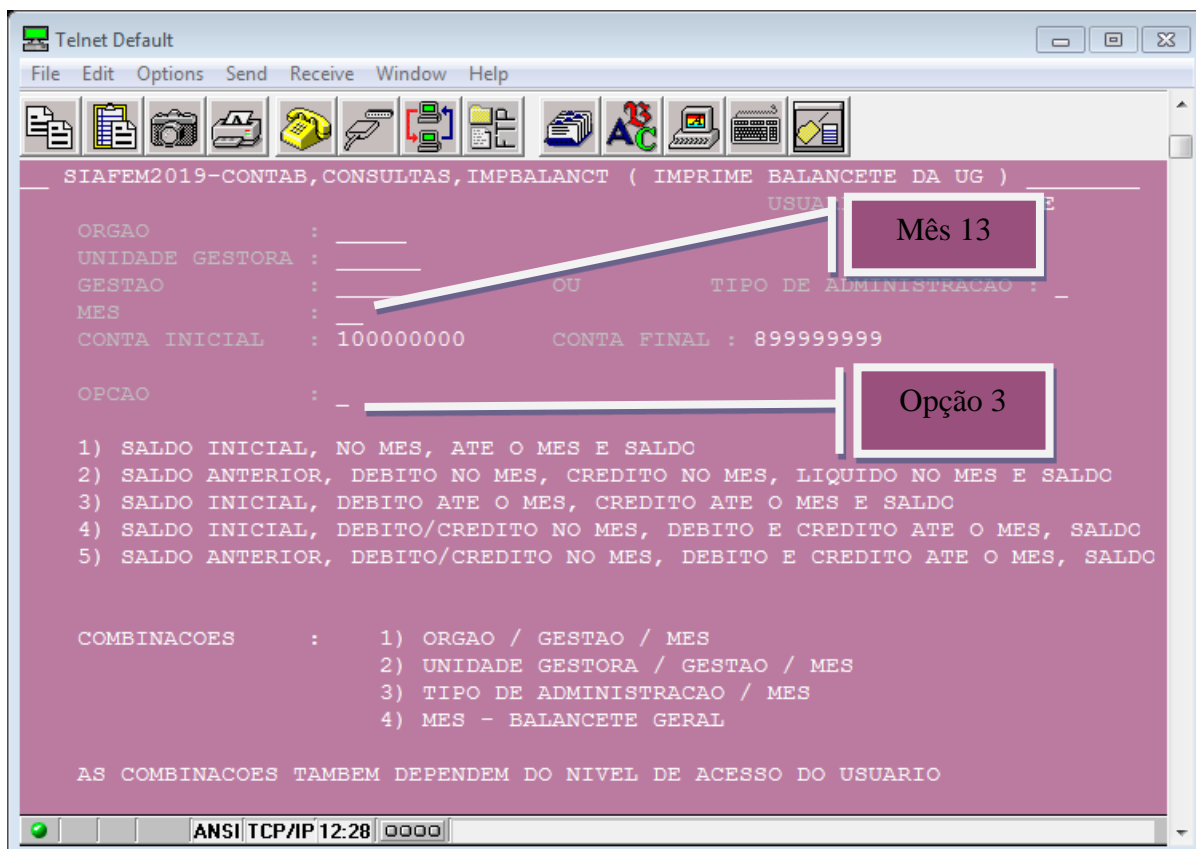 Telnet Default
File Edit Options Send Receive Window Help
SIAFEM2019-CONTAB,CONSULTAS,IMPBALANCT ( IMPRIME BALANCETE DA UG )
Mês 13
ORGAO :
UNIDADE GESTORA :
GESTAO : OU TIPO DE ADMINISTRACAO : _
MES :
CONTA INICIAL : 100000000 CONTA FINAL : 899999999
OPCAO : _
Opção 3
1) SALDO INICIAL, NO MES, ATE O MES E SALDO
2) SALDO ANTERIOR, DEBITO NO MES, CREDITO NO MES, LIQUIDO NO MES E SALDO
3) SALDO INICIAL, DEBITO ATE O MES, CREDITO ATE O MES E SALDO
4) SALDO INICIAL, DEBITO/CREDITO NO MES, DEBITO E CREDITO ATE O MES, SALDO
5) SALDO ANTERIOR, DEBITO/CREDITO NO MES, DEBITO E CREDITO ATE O MES, SALDO
COMBINACOES : 1) ORGAO / GESTAO / MES
2) UNIDADE GESTORA / GESTAO / MES
3) TIPO DE ADMINISTRACAO / MES
4) MES - BALANCETE GERAL
AS COMBINACOES TAMBEM DEPENDEM DO NIVEL DE ACESSO DO USUARIO
ANSI TCP/IP 12:28